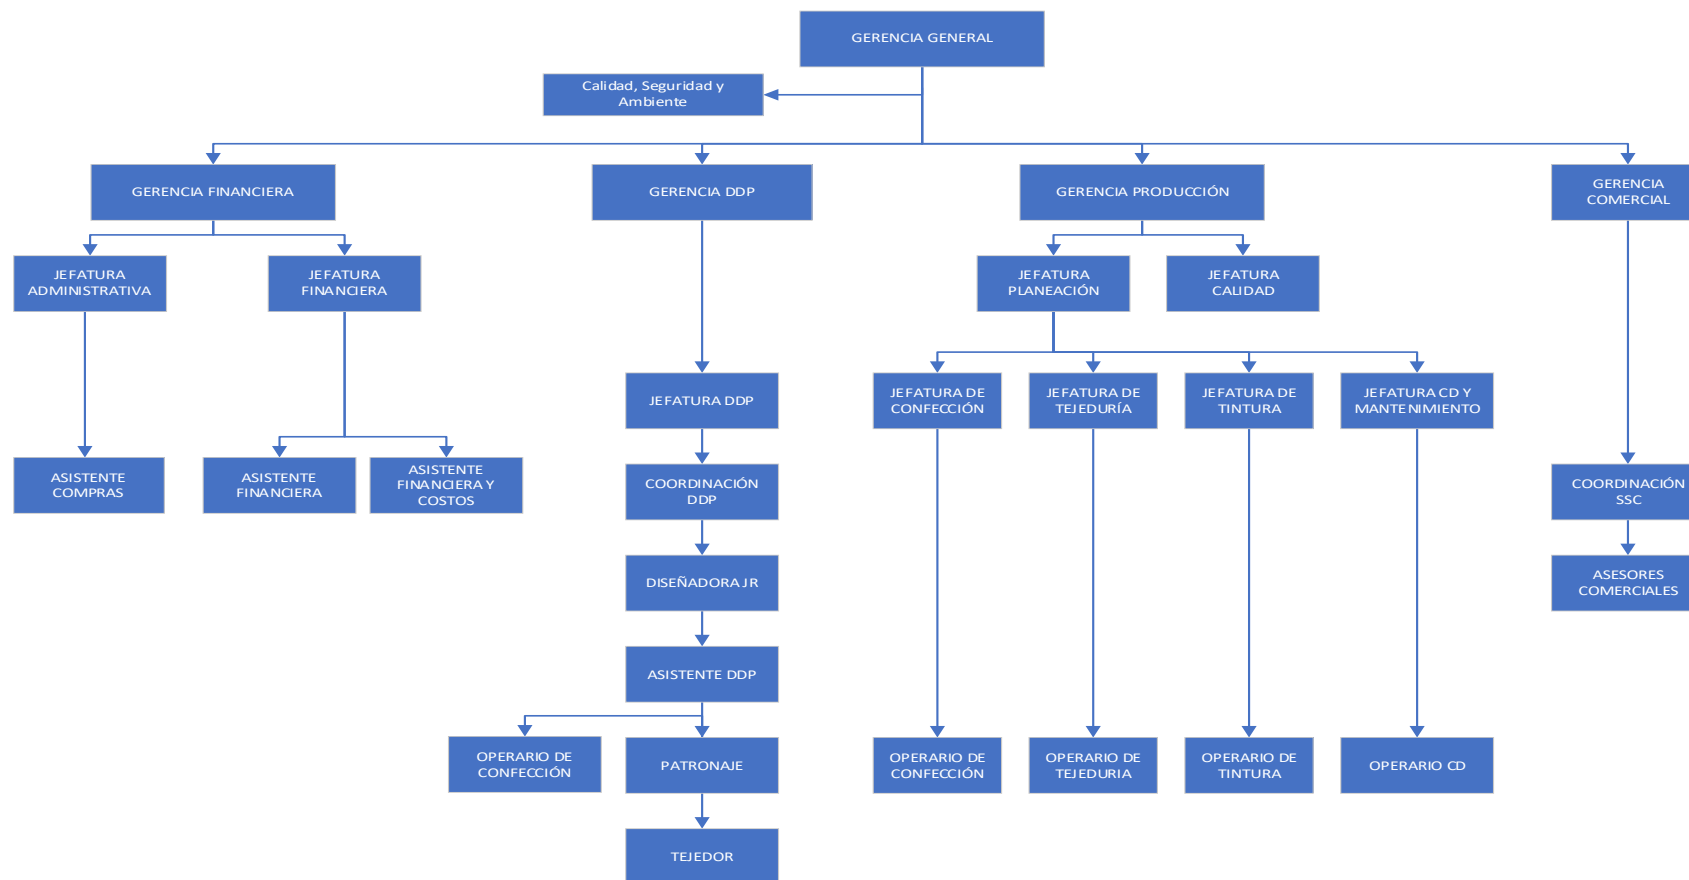 GERENCIA GENERAL
Calidad, Seguridad y
Ambiente
GERENCIA FINANCIERA
GERENCIA DDP
GERENCIA PRODUCCIÓN
GERENCIA
COMERCIAL
JEFATURA
ADMINISTRATIVA
JEFATURA
FINANCIERA
JEFATURA
PLANEACIÓN
JEFATURA
CALIDAD
JEFATURA DDP
JEFATURA DE
CONFECCIÓN
JEFATURA DE
TEJEDURÍA
JEFATURA DE
TINTURA
JEFATURA CD Y
MANTENIMIENTO
ASISTENTE
COMPRAS
ASISTENTE
FINANCIERA
ASISTENTE
FINANCIERA Y
COSTOS
COORDINACIÓN
DDP
COORDINACIÓN
SSC
DISEÑADORA JR
ASESORES
COMERCIALES
ASISTENTE DDP
OPERARIO DE
CONFECCIÓN
PATRONAJE
OPERARIO DE
CONFECCIÓN
OPERARIO DE
TEJEDURIA
OPERARIO DE
TINTURA
OPERARIO CD
TEJEDOR